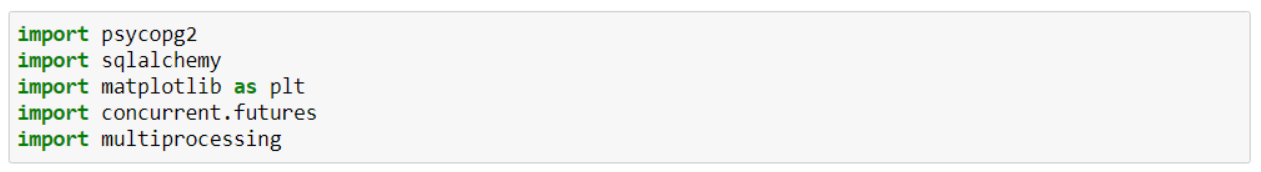 import psycopg2
import sqlalchemy
import matplotlib as plt
import concurrent.futures
import multiprocessing